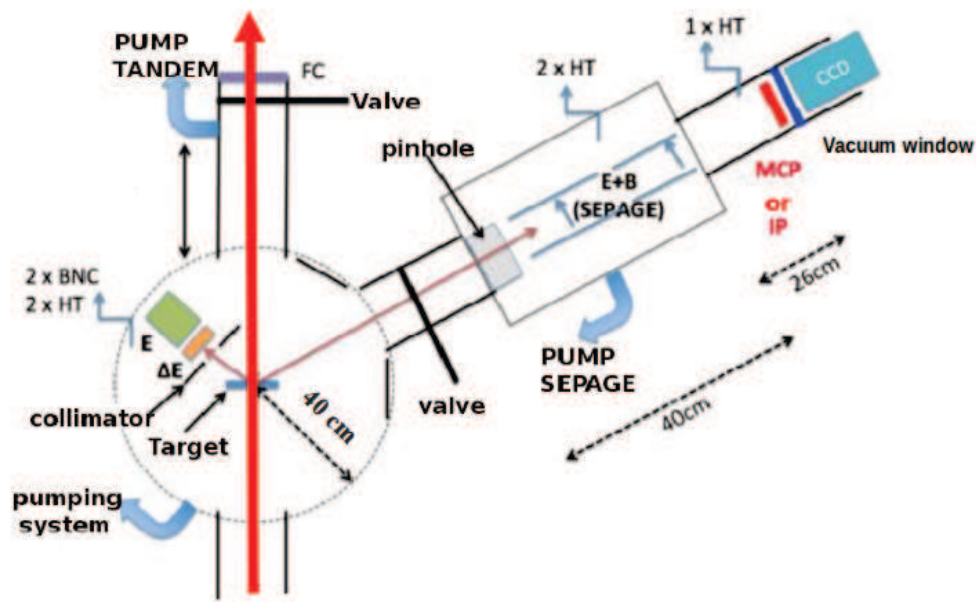 PUMP
TANDEM
FC
Valve
pinhole
2 x HT
1 x HT
CCD
Vacuum window
MCP
or
IP
E+B
(SEPAGE)
26cm
2 x BNC
2 x HT
E
ΔE
collimator
Target
40 cm
valve
PUMP
SEPAGE
40cm
pumping
system